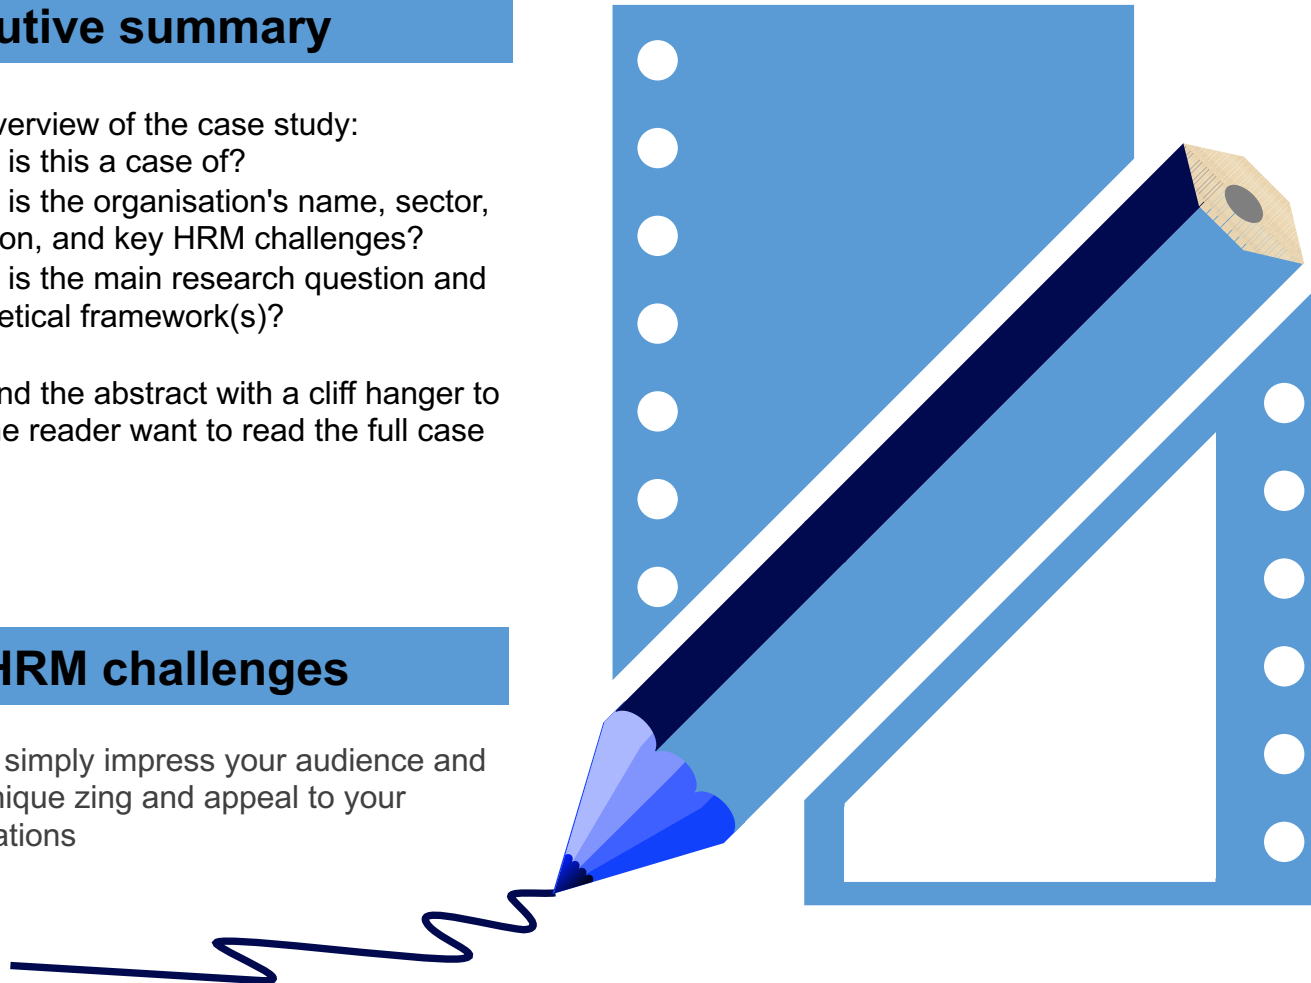 utive summary
verview of the case study:
is this a case of?
is the organisation's name, sector,
on, and key HRM challenges?
is the main research question and
etical framework(s)?
nd the abstract with a cliff hanger to
ne reader want to read the full case
HRM challenges
simply impress your audience and
nique zing and appeal to your
ations